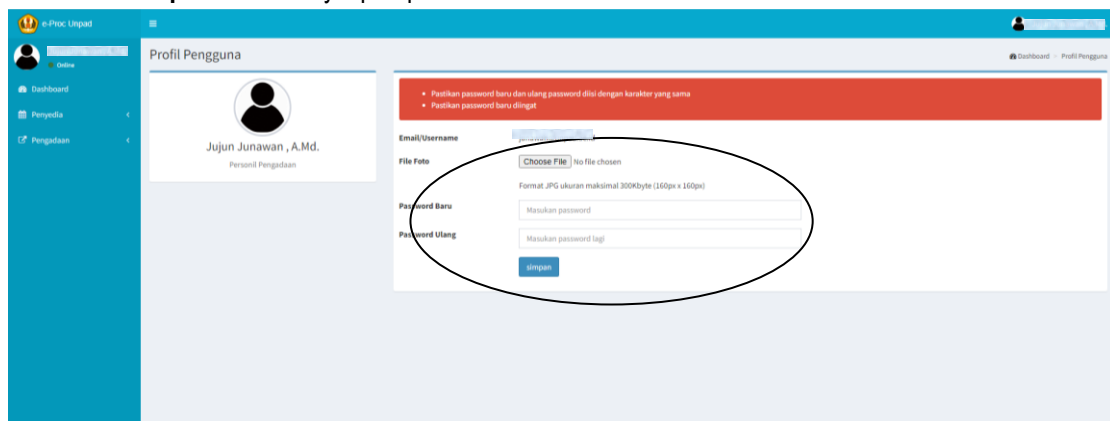 e-Proc Unpad
Online
Dashboard
Penyedia
Pengadaan
Profil Pengguna
Dashboard > Profil Pengguna
Jujun Junawan , A.Md.
Personil Pengadaan
Pastikan password baru dan ulang password diisi dengan karakter yang sama
Pastikan password baru diingat
Email/Username
File Foto
Choose File No file chosen
Format JPG ukuran maksimal 300Kbyte (160px x 160px)
Password Baru
Masukan password
Password Ulang
Masukan password lagi
simpan